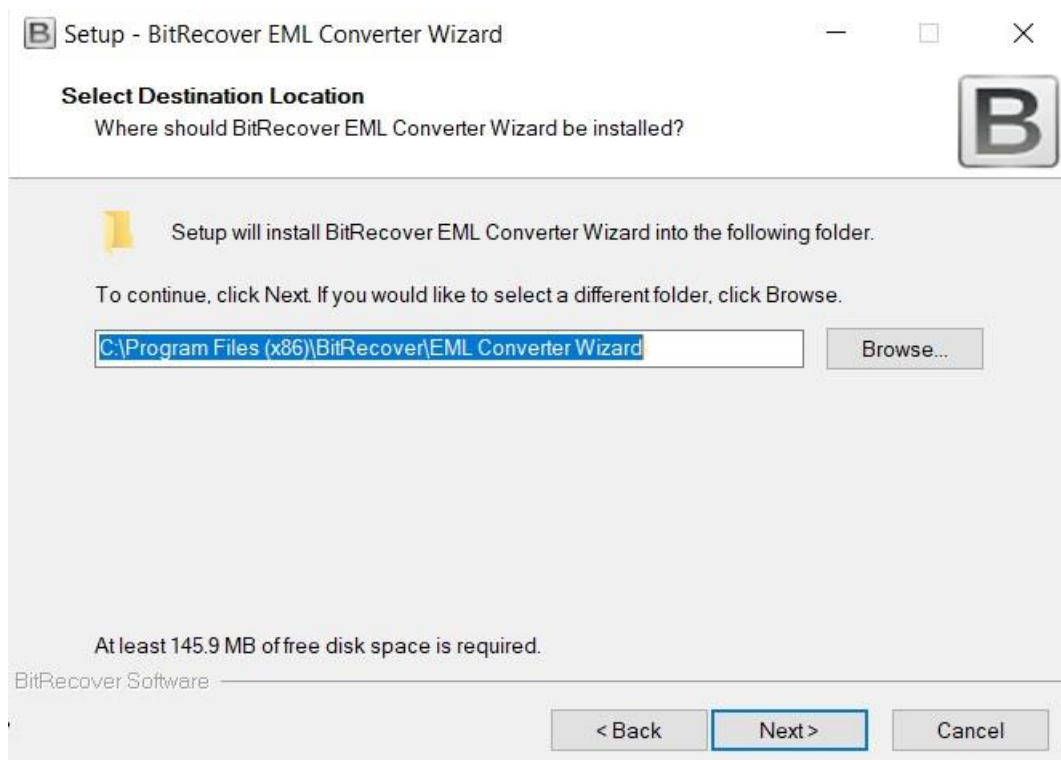 B Setup - BitRecover EML Converter Wizard
Select Destination Location
Where should BitRecover EML Converter Wizard be installed?
B
Setup will install BitRecover EML Converter Wizard into the following folder.
To continue, click Next. If you would like to select a different folder, click Browse.
C:\Program Files (x86)\BitRecover\EML Converter Wizard
Browse...
At least 145.9 MB of free disk space is required.
BitRecover Software
< Back Next > Cancel